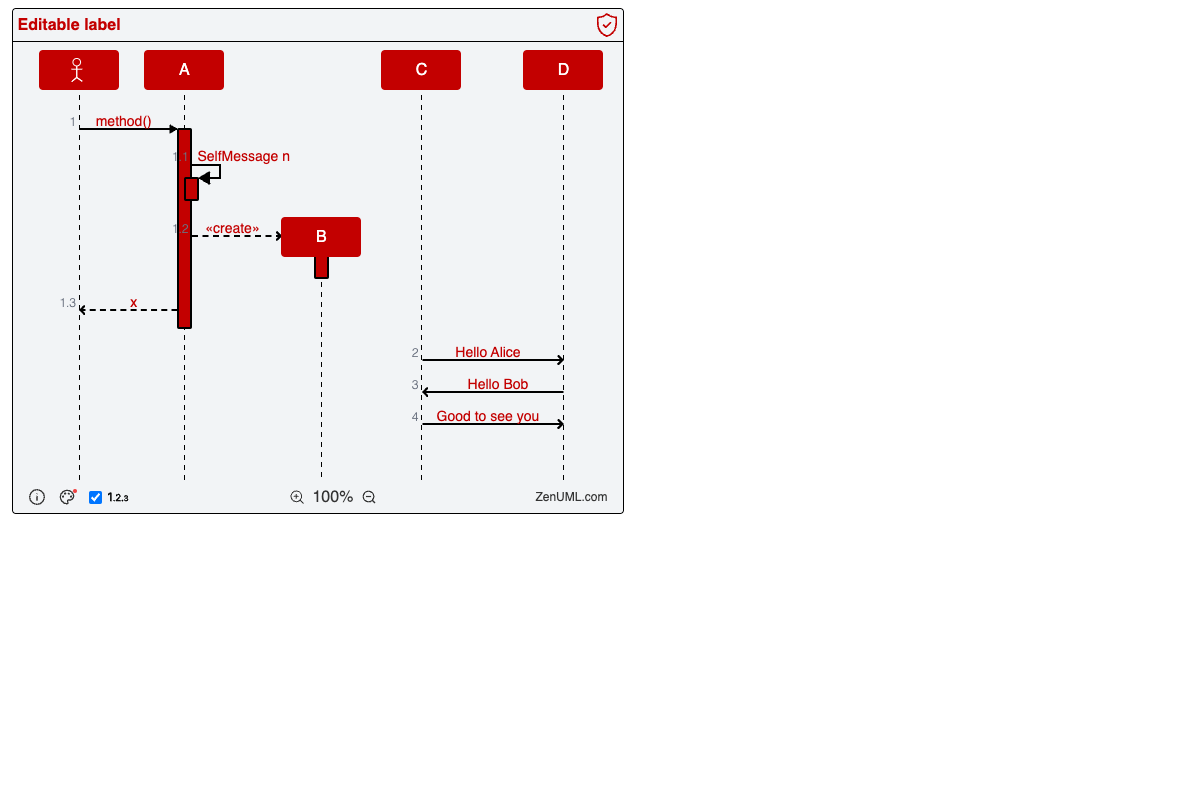 Editable label
A
C
D
1 method()
1.1 SelfMessage n
1.2 «create»
B
1.3 x
2 Hello Alice
3 Hello Bob
4 Good to see you
1.2.3 100% ZenUML.com